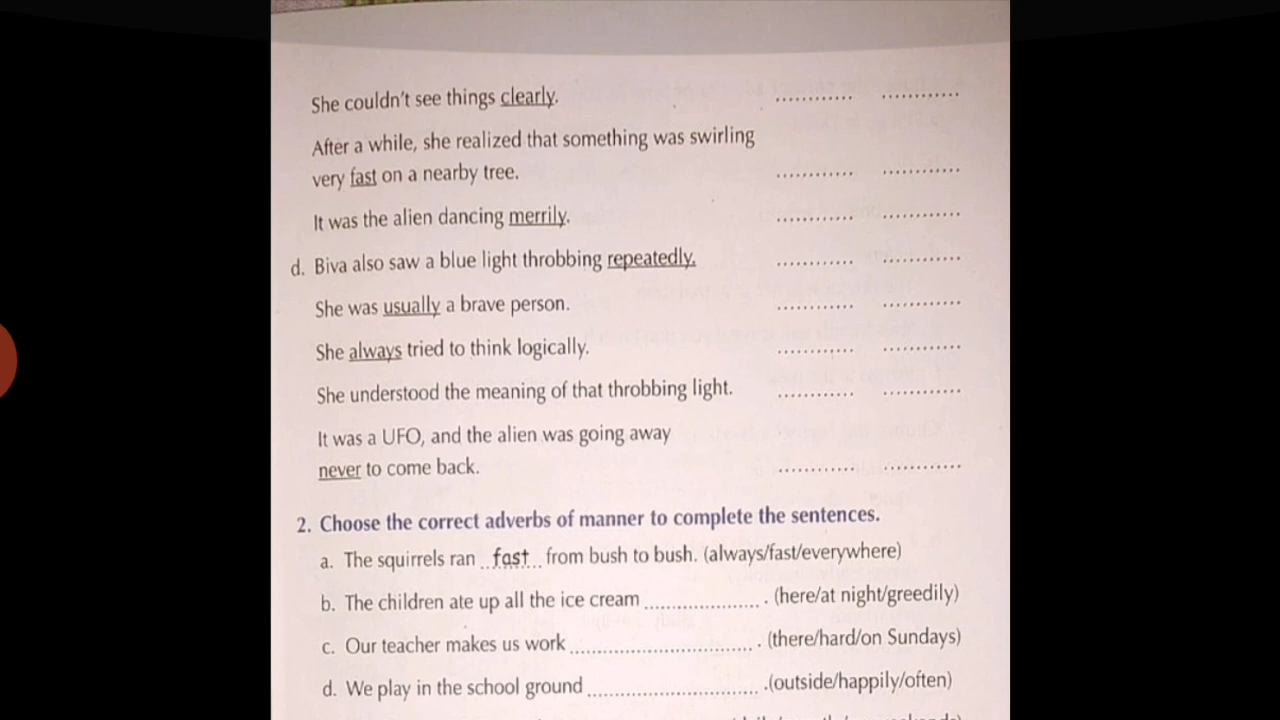 She couldn't see things clearly. ............ ............
After a while, she realized that something was swirling
very fast on a nearby tree. ............ ............
It was the alien dancing merrily. ............ ............
d. Biva also saw a blue light throbbing repeatedly. ............ ............
She was usually a brave person. ............ ............
She always tried to think logically. ............ ............
She understood the meaning of that throbbing light. ............ ............
It was a UFO, and the alien was going away
never to come back. ............ ............
2. Choose the correct adverbs of manner to complete the sentences.
a. The squirrels ran ..fast.. from bush to bush. (always/fast/everywhere)
b. The children ate up all the ice cream ..................... . (here/at night/greedily)
c. Our teacher makes us work ................................. . (there/hard/on Sundays)
d. We play in the school ground .............................. .(outside/happily/often)